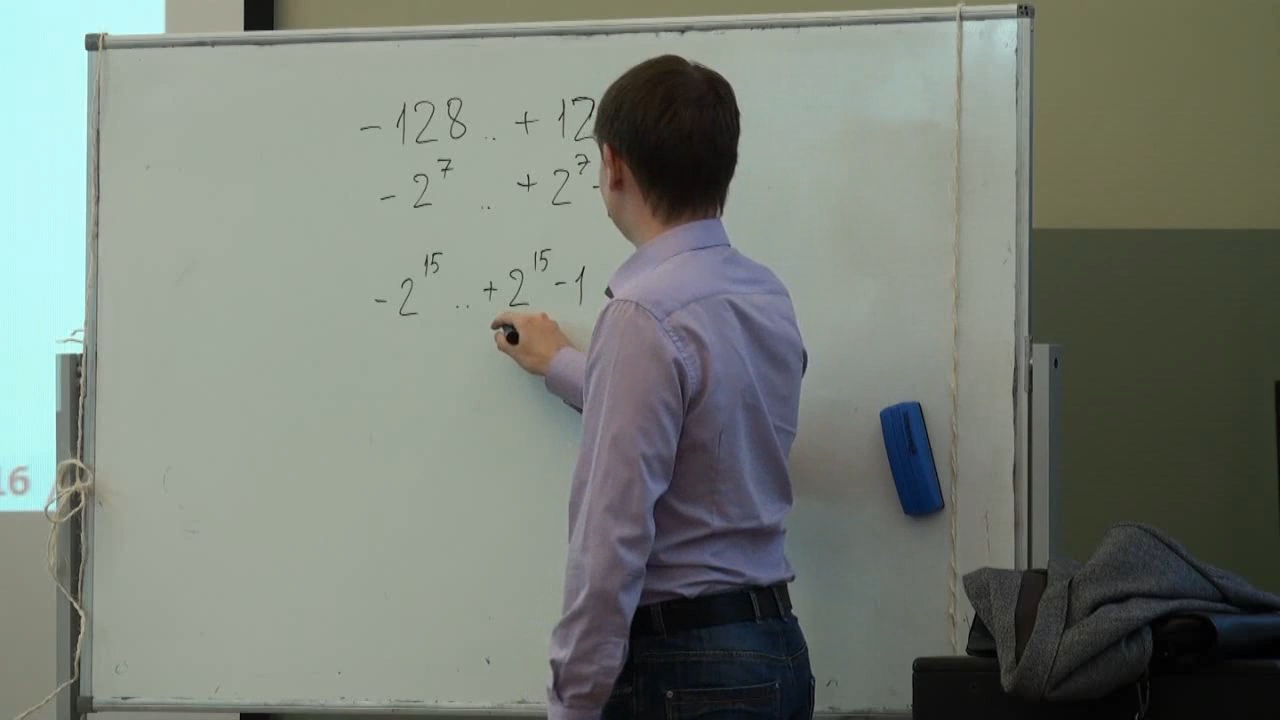 -128 .. +12
-2⁷ .. +2⁷-
-2¹⁵ .. +2¹⁵-1
16